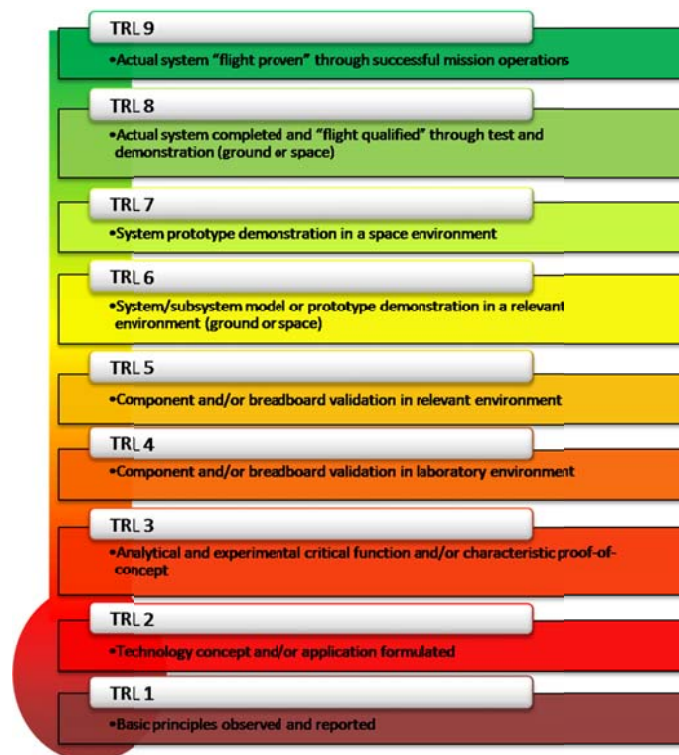 TRL 9
•Actual system “flight proven” through successful mission operations
TRL 8
•Actual system completed and “flight qualified” through test and
demonstration (ground or space)
TRL 7
•System prototype demonstration in a space environment
TRL 6
•System/subsystem model or prototype demonstration in a relevant
environment (ground or space)
TRL 5
•Component and/or breadboard validation in relevant environment
TRL 4
•Component and/or breadboard validation in laboratory environment
TRL 3
•Analytical and experimental critical function and/or characteristic proof-of-
concept
TRL 2
•Technology concept and/or application formulated
TRL 1
•Basic principles observed and reported